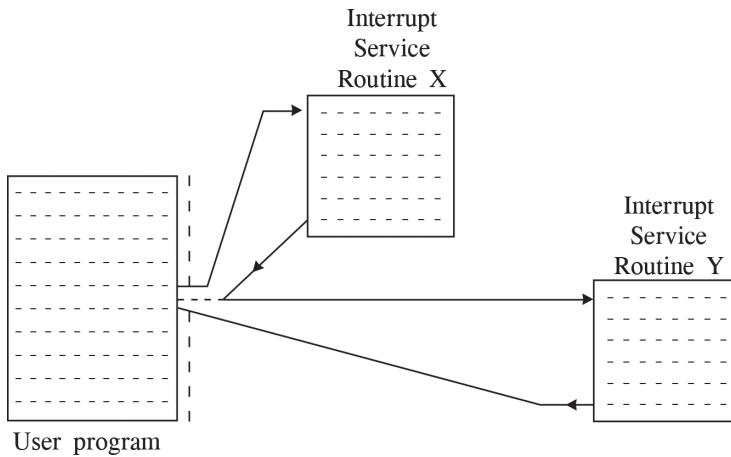 Interrupt
Service
Routine X
Interrupt
Service
Routine Y
User program